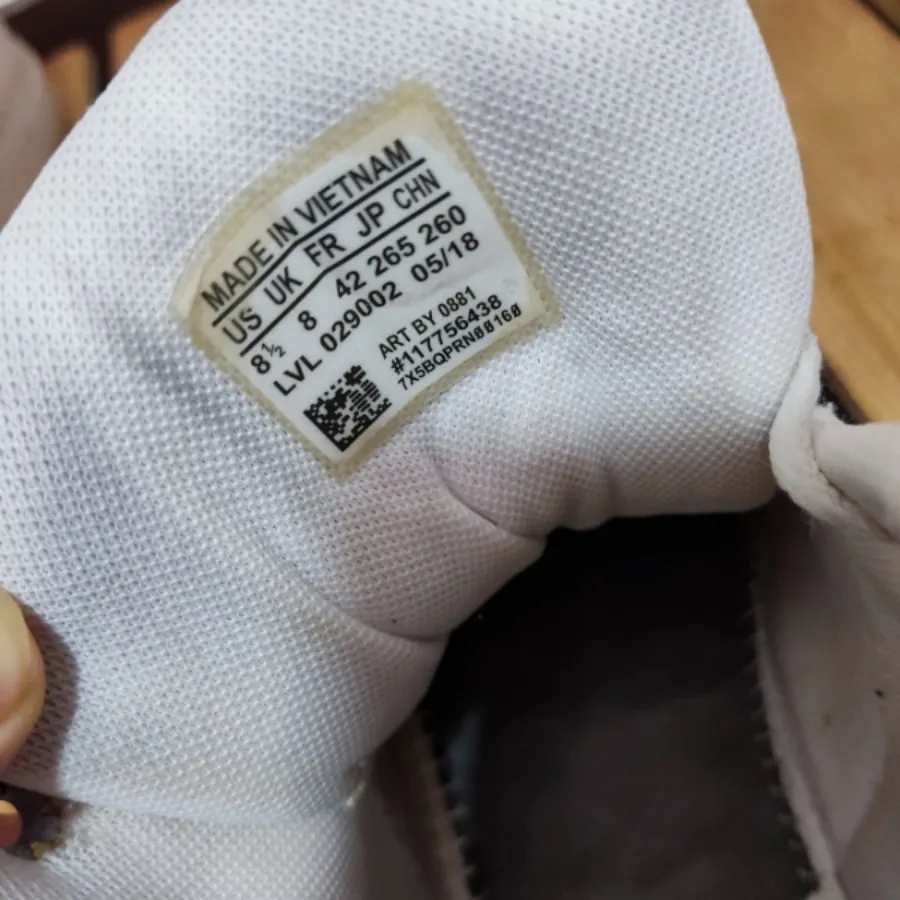 MADE IN VIETNAM
US UK FR JP CHN
8½ 8 42 265 260
LVL 029002 05/18
ART BY 0881
#117756438
7X5BQPRN00160